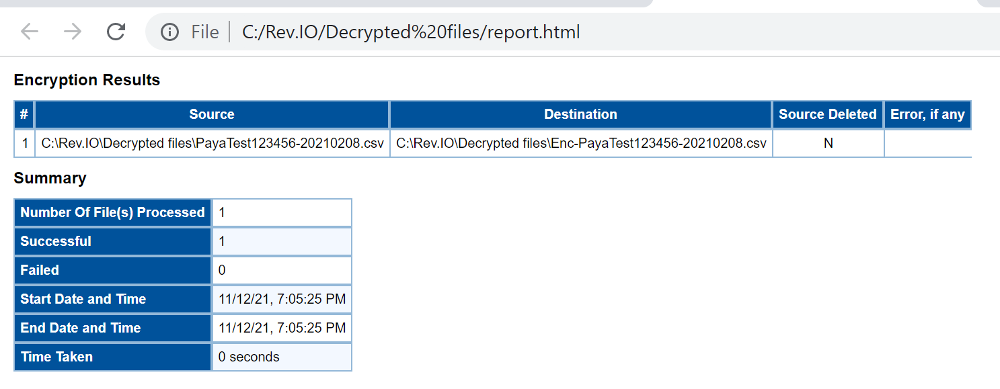 File C:/Rev.IO/Decrypted%20files/report.html
Encryption Results
# Source Destination Source Deleted Error, if any
1 C:\Rev.IO\Decrypted files\PayaTest123456-20210208.csv C:\Rev.IO\Decrypted files\Enc-PayaTest123456-20210208.csv N
Summary
Number Of File(s) Processed 1
Successful 1
Failed 0
Start Date and Time 11/12/21, 7:05:25 PM
End Date and Time 11/12/21, 7:05:25 PM
Time Taken 0 seconds